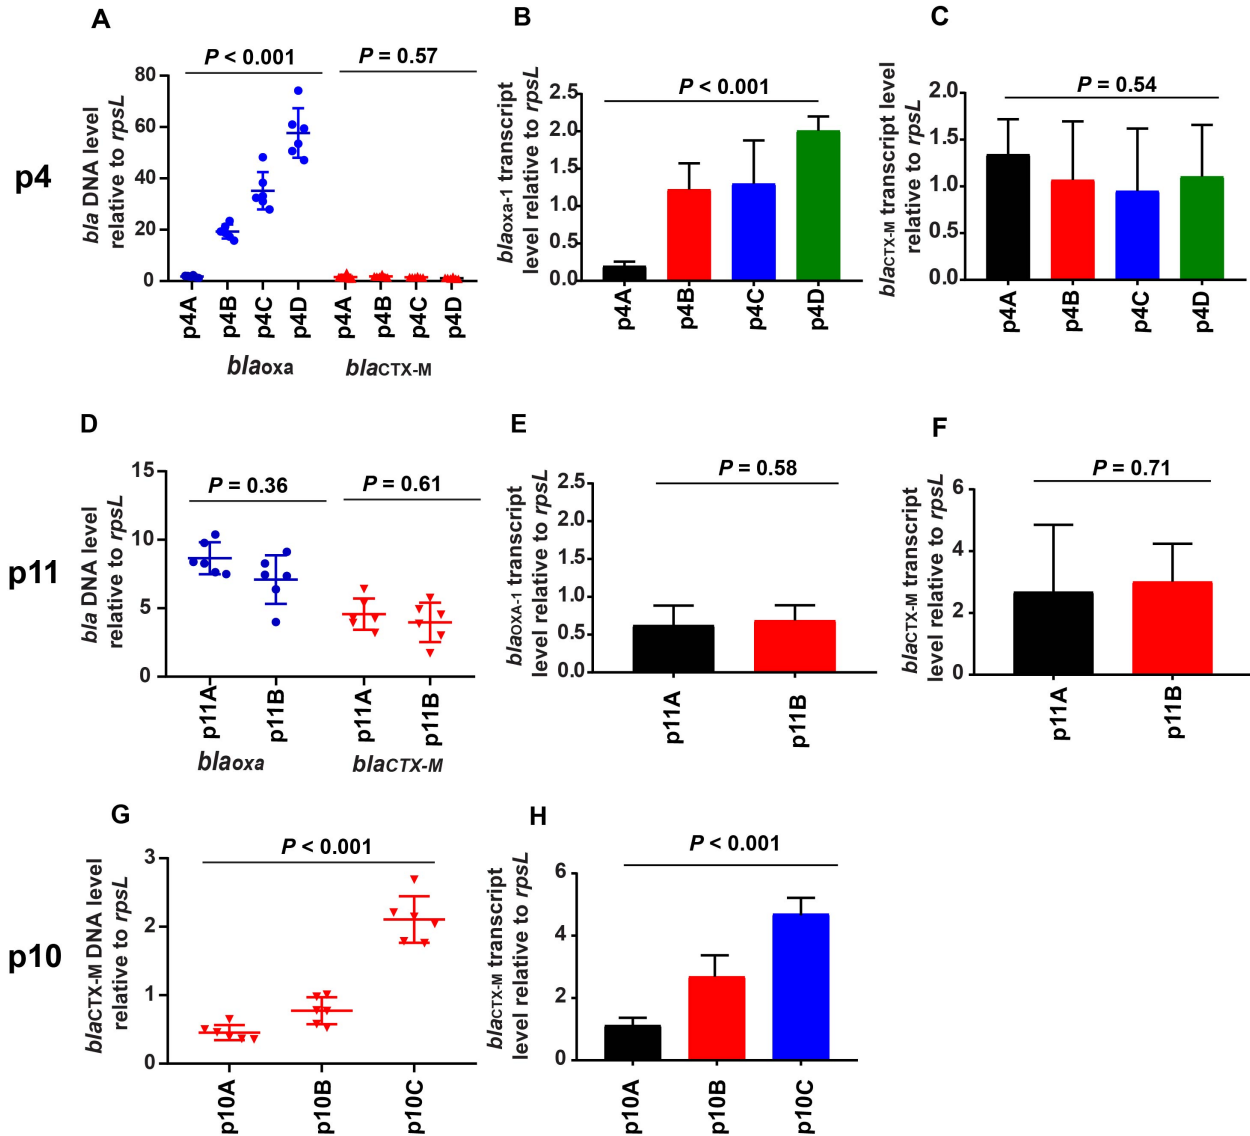 A
B
C
P < 0.001
P = 0.57
P < 0.001
P = 0.54
p4
bla DNA level
relative to rpsL
80
60
40
20
0
p4A
p4B
p4C
p4D
p4A
p4B
p4C
p4D
blaoxa
blaCTX-M
blaoxa-1 transcript
level relative to rpsL
2.5
2.0
1.5
1.0
0.5
0.0
p4A
p4B
p4C
p4D
blaCTX-M transcript level
relative to rpsL
2.0
1.5
1.0
0.5
0.0
p4A
p4B
p4C
p4D
D
E
F
P = 0.36
P = 0.61
P = 0.58
P = 0.71
p11
bla DNA level
relative to rpsL
15
10
5
0
p11A
p11B
p11A
p11B
blaoxa
blaCTX-M
blaOXA-1 transcript
level relative to rpsL
2.5
2.0
1.5
1.0
0.5
0.0
p11A
p11B
blaCTX-M transcript
level relative to rpsL
6
4
2
0
p11A
p11B
G
H
P < 0.001
P < 0.001
p10
blaCTX-M DNA level
relative to rpsL
3
2
1
0
p10A
p10B
p10C
blaCTX-M transcript
level relative to rpsL
6
4
2
0
p10A
p10B
p10C